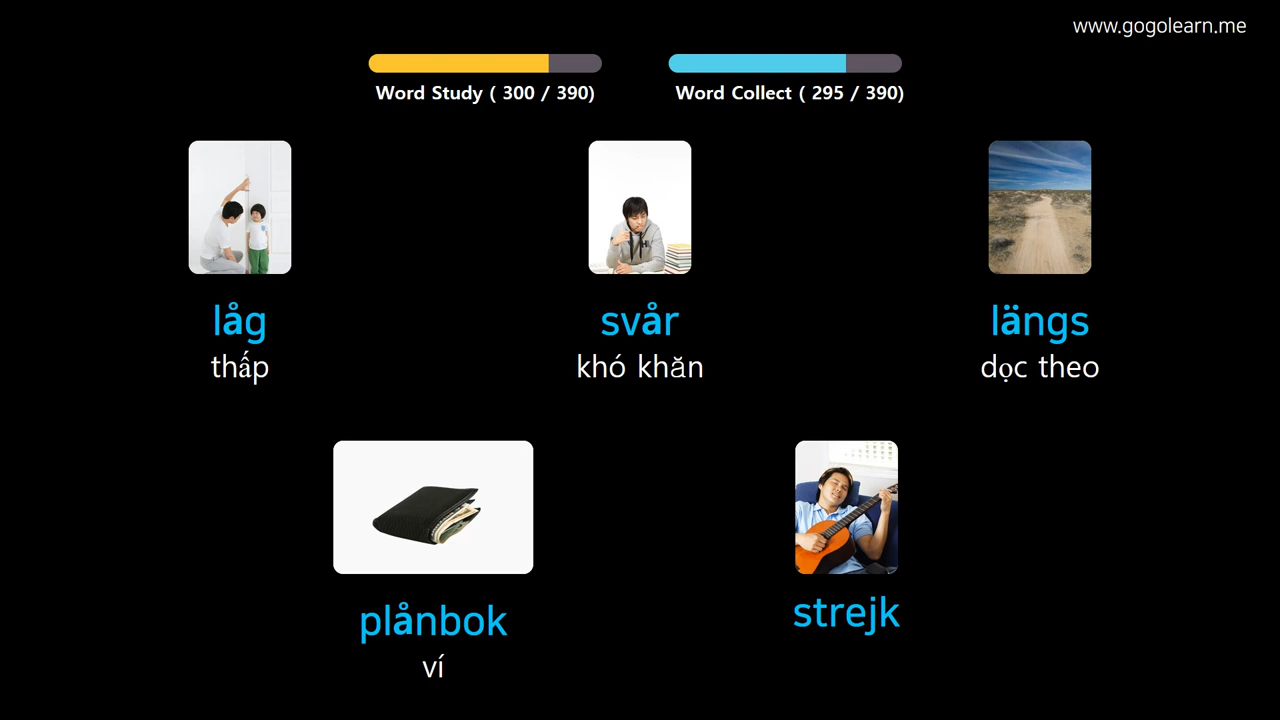 www.gogolearn.me
Word Study ( 300 / 390)
Word Collect ( 295 / 390)
låg
svår
längs
thấp
khó khăn
dọc theo
plånbok
strejk
ví